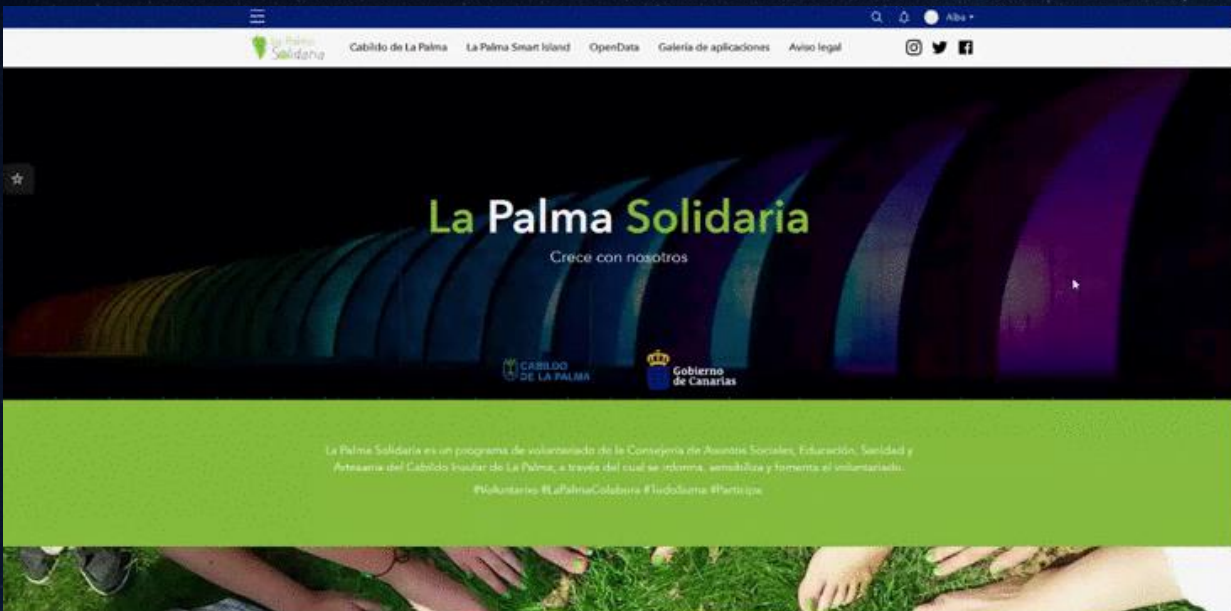 Alba
La Palma
Solidaria
Cabildo de La Palma La Palma Smart Island OpenData Galería de aplicaciones Aviso legal
La Palma Solidaria
Crece con nosotros
CABILDO
DE LA PALMA
Gobierno
de Canarias
La Palma Solidaria es un programa de voluntariado de la Consejería de Asuntos Sociales, Educación, Sanidad y
Artesanía del Cabildo Insular de La Palma, a través del cual se informa, sensibiliza y fomenta el voluntariado.
#Voluntarios #LaPalmaColabora #TodoSuma #Participa